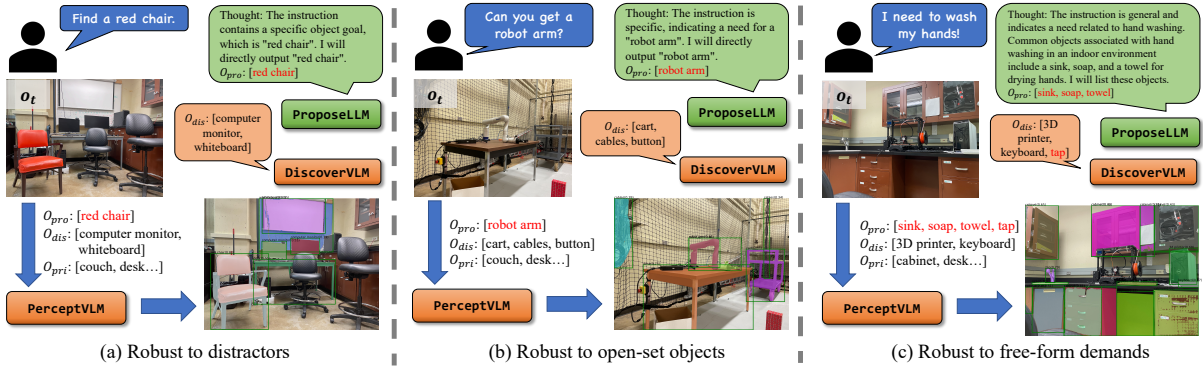 Find a red chair.
Thought: The instruction
contains a specific object goal,
which is "red chair". I will
directly output "red chair".
O_pro: [red chair]
o_t
ProposeLLM
O_dis: [computer
monitor,
whiteboard]
DiscoverVLM
O_pro: [red chair]
O_dis: [computer monitor,
whiteboard]
O_pri: [couch, desk…]
PerceptVLM
(a) Robust to distractors
Can you get a
robot arm?
Thought: The instruction is
specific, indicating a need for a
"robot arm". I will directly
output "robot arm".
O_pro: [robot arm]
o_t
ProposeLLM
O_dis: [cart,
cables, button]
DiscoverVLM
O_pro: [robot arm]
O_dis: [cart, cables, button]
O_pri: [couch, desk…]
PerceptVLM
(b) Robust to open-set objects
I need to wash
my hands!
Thought: The instruction is general and
indicates a need related to hand washing.
Common objects associated with hand
washing in an indoor environment
include a sink, soap, and a towel for
drying hands. I will list these objects.
O_pro: [sink, soap, towel]
o_t
ProposeLLM
O_dis: [3D
printer,
keyboard, tap]
DiscoverVLM
O_pro: [sink, soap, towel, tap]
O_dis: [3D printer, keyboard]
O_pri: [cabinet, desk…]
PerceptVLM
(c) Robust to free-form demands